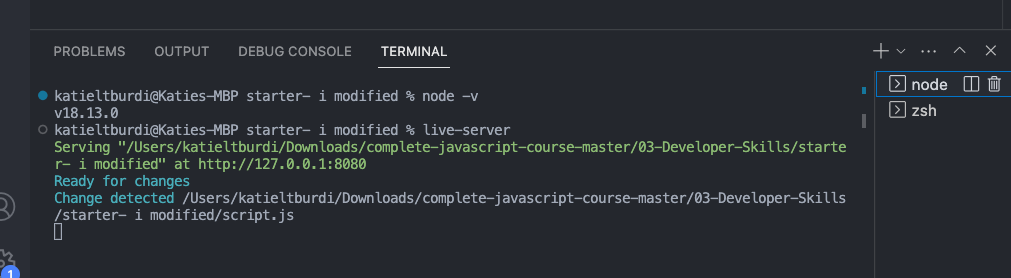 PROBLEMS OUTPUT DEBUG CONSOLE TERMINAL
katieltburdi@Katies-MBP starter- i modified % node -v
v18.13.0
katieltburdi@Katies-MBP starter- i modified % live-server
Serving "/Users/katieltburdi/Downloads/complete-javascript-course-master/03-Developer-Skills/starte
r- i modified" at http://127.0.0.1:8080
Ready for changes
Change detected /Users/katieltburdi/Downloads/complete-javascript-course-master/03-Developer-Skills
/starter- i modified/script.js
node
zsh
1